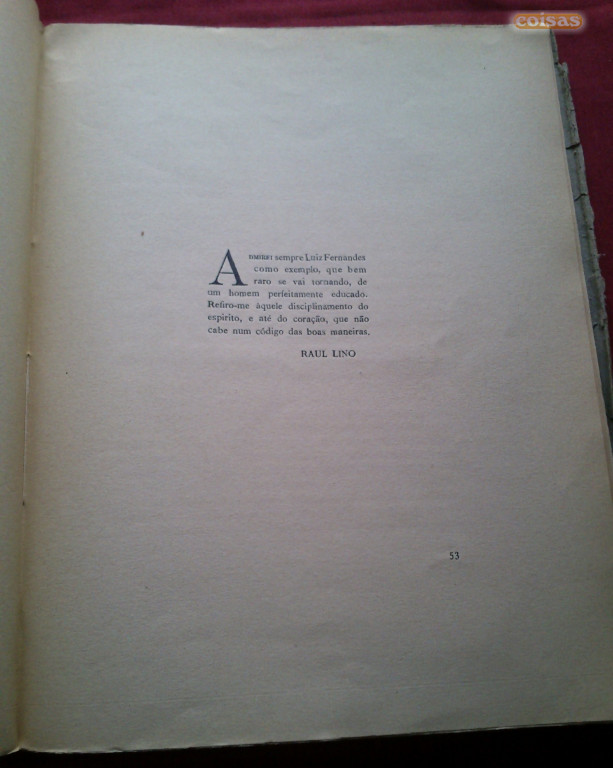 coisas
Admirei sempre Luiz Fernandes
como exemplo, que bem
raro se vai tornando, de
um homem perfeitamente educado.
Refiro-me àquele disciplinamento do
espírito, e até do coração, que não
cabe num código das boas maneiras.
RAUL LINO
53